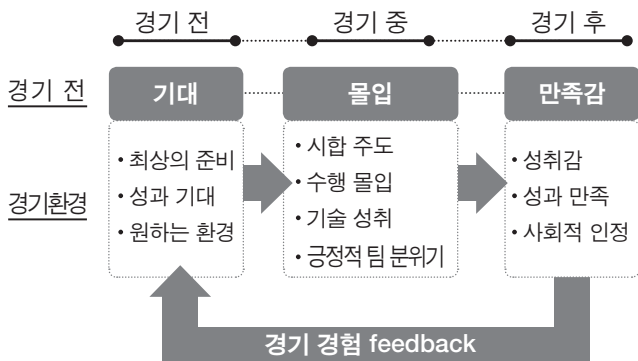 경기 전 경기 중 경기 후
경기 전 기대 몰입 만족감
경기환경
• 최상의 준비
• 성과 기대
• 원하는 환경
• 시합 주도
• 수행 몰입
• 기술 성취
• 긍정적 팀 분위기
• 성취감
• 성과 만족
• 사회적 인정
경기 경험 feedback